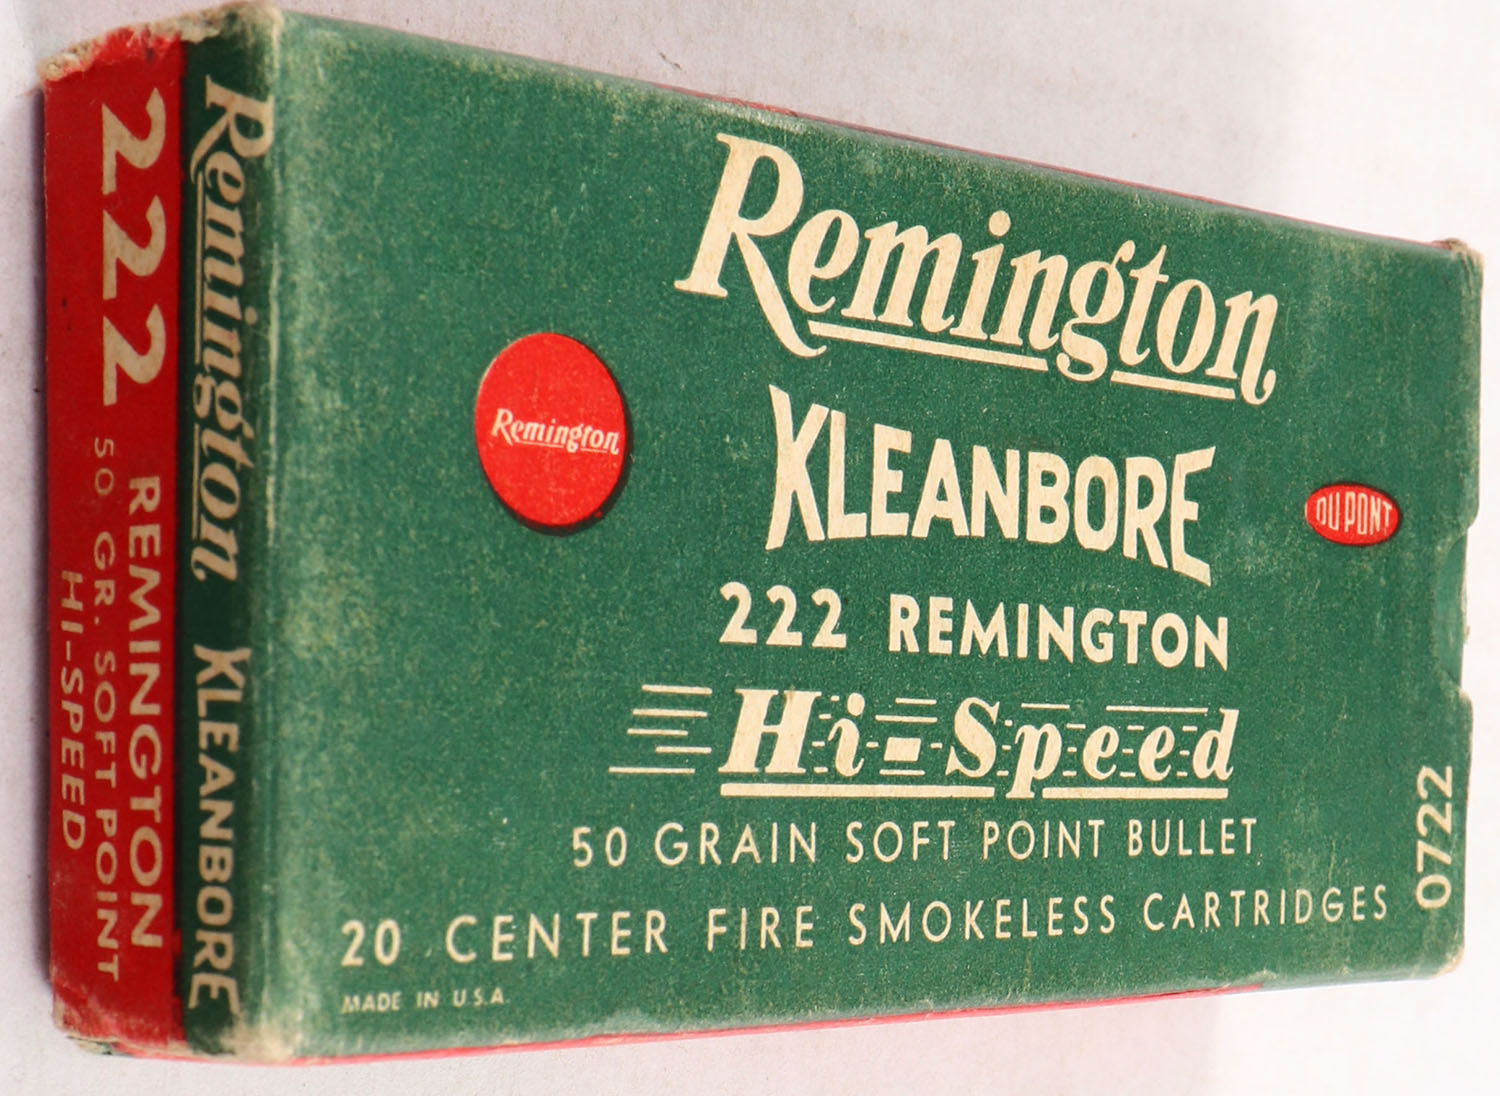 222 REMINGTON
50 GR. SOFT POINT
HI-SPEED
Remington KLEANBORE
Remington
Remington
KLEANBORE
DU PONT
222 REMINGTON
Hi-Speed
50 GRAIN SOFT POINT BULLET
20 CENTER FIRE SMOKELESS CARTRIDGES
0722
MADE IN U.S.A.